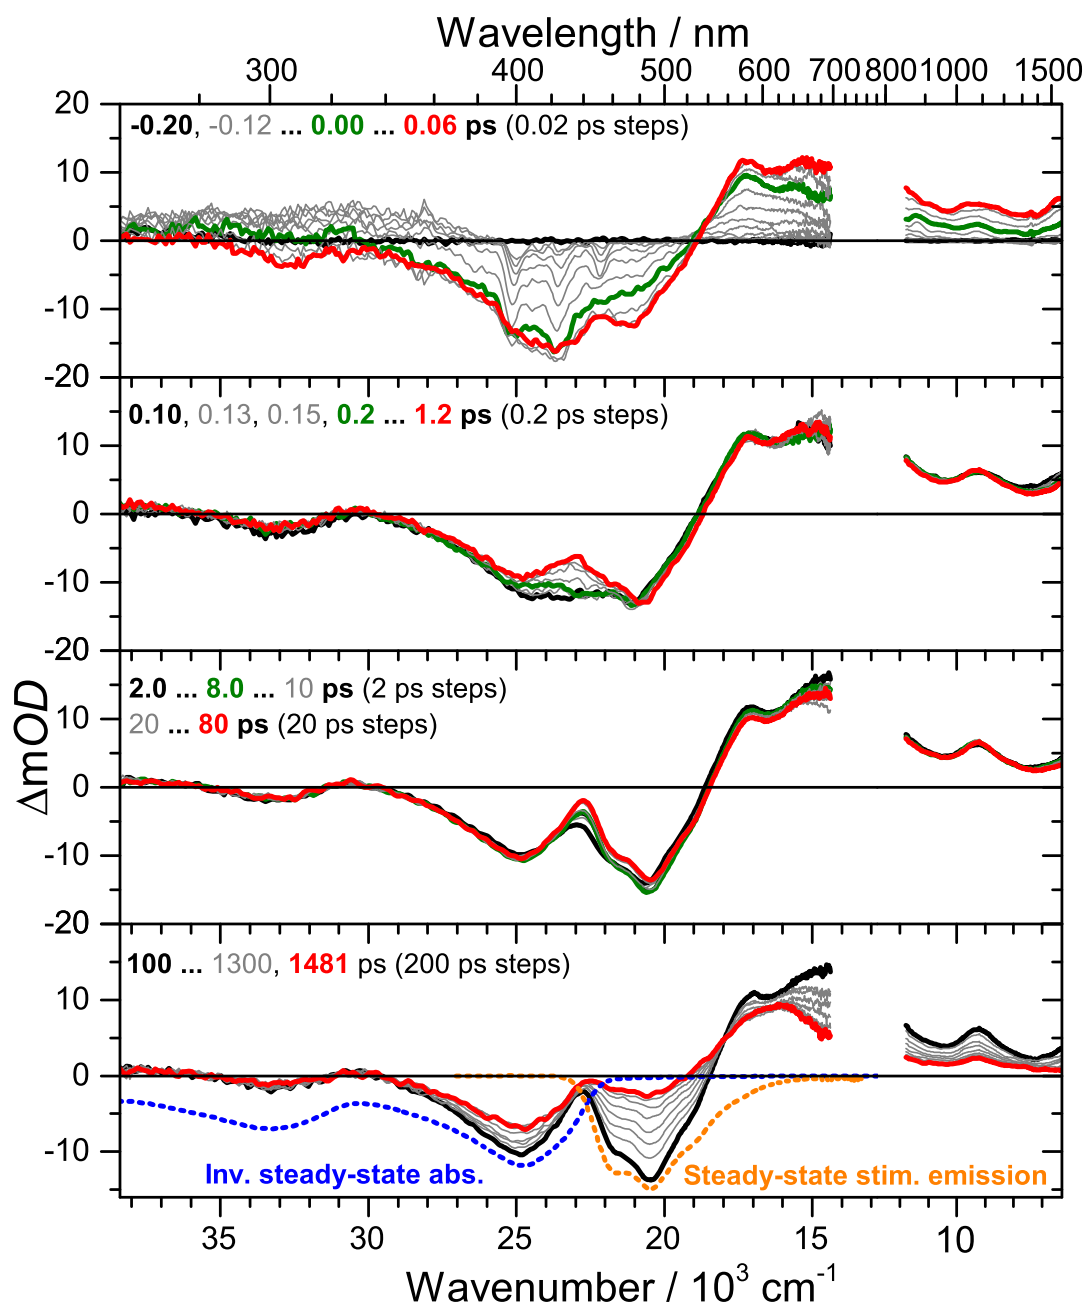 Wavelength / nm
300 400 500 600 700 800 1000 1500
20
-0.20, -0.12 ... 0.00 ... 0.06 ps (0.02 ps steps)
10
0
-10
-20
0.10, 0.13, 0.15, 0.2 ... 1.2 ps (0.2 ps steps)
10
0
-10
-20
2.0 ... 8.0 ... 10 ps (2 ps steps)
20 ... 80 ps (20 ps steps)
10
0
-10
-20
ΔmOD
100 ... 1300, 1481 ps (200 ps steps)
10
0
-10
Inv. steady-state abs.
Steady-state stim. emission
35 30 25 20 15 10
Wavenumber / 10³ cm⁻¹